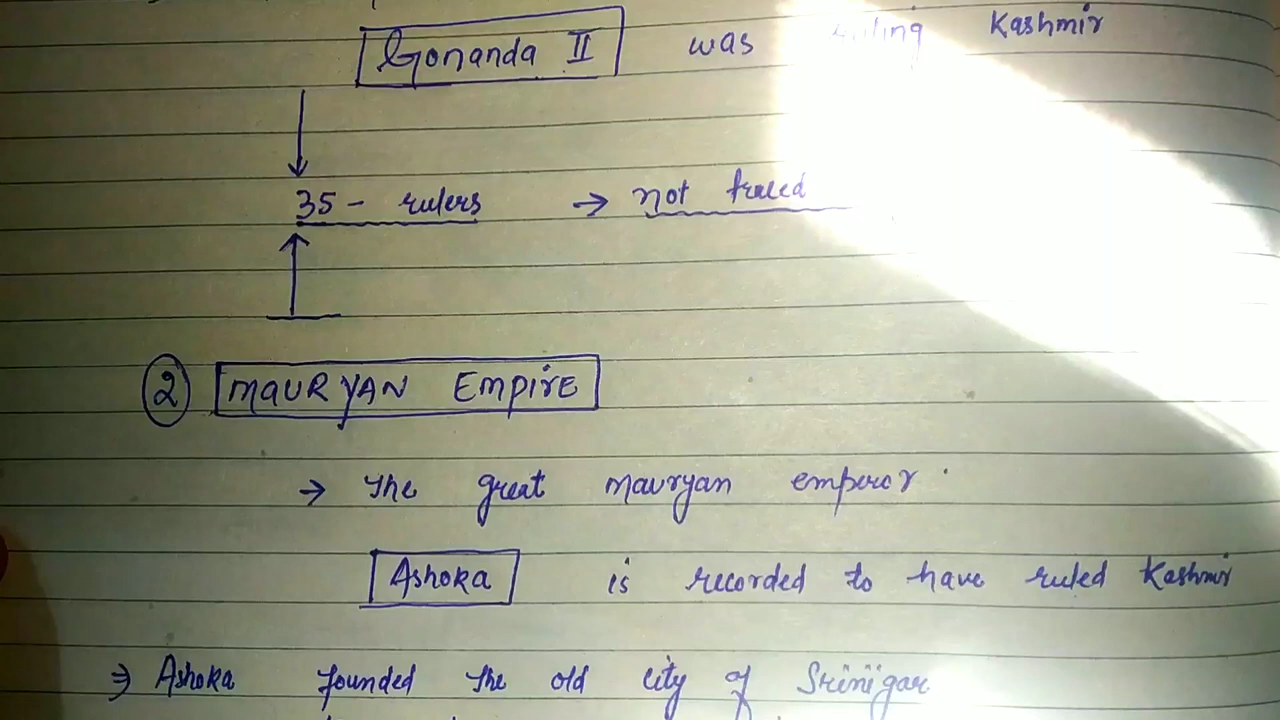 Gonanda II was ruling Kashmir
35 - rulers → not traced
② MAURYAN EMPIRE
→ The great mauryan emperor
Ashoka is recorded to have ruled Kashmir
⇒ Ashoka founded the old city of Srinigar